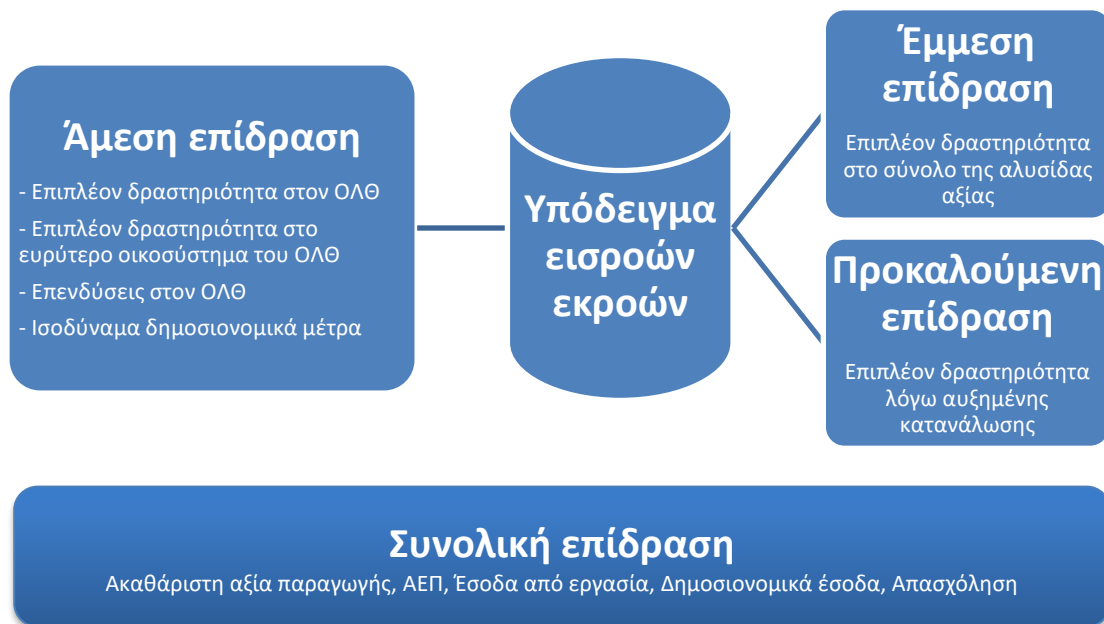 Άμεση επίδραση
- Επιπλέον δραστηριότητα στον ΟΛΘ
- Επιπλέον δραστηριότητα στο
ευρύτερο οικοσύστημα του ΟΛΘ
- Επενδύσεις στον ΟΛΘ
- Ισοδύναμα δημοσιονομικά μέτρα
Υπόδειγμα
εισροών
εκροών
Έμμεση
επίδραση
Επιπλέον δραστηριότητα
στο σύνολο της αλυσίδας
αξίας
Προκαλούμενη
επίδραση
Επιπλέον δραστηριότητα
λόγω αυξημένης
κατανάλωσης
Συνολική επίδραση
Ακαθάριστη αξία παραγωγής, ΑΕΠ, Έσοδα από εργασία, Δημοσιονομικά έσοδα, Απασχόληση